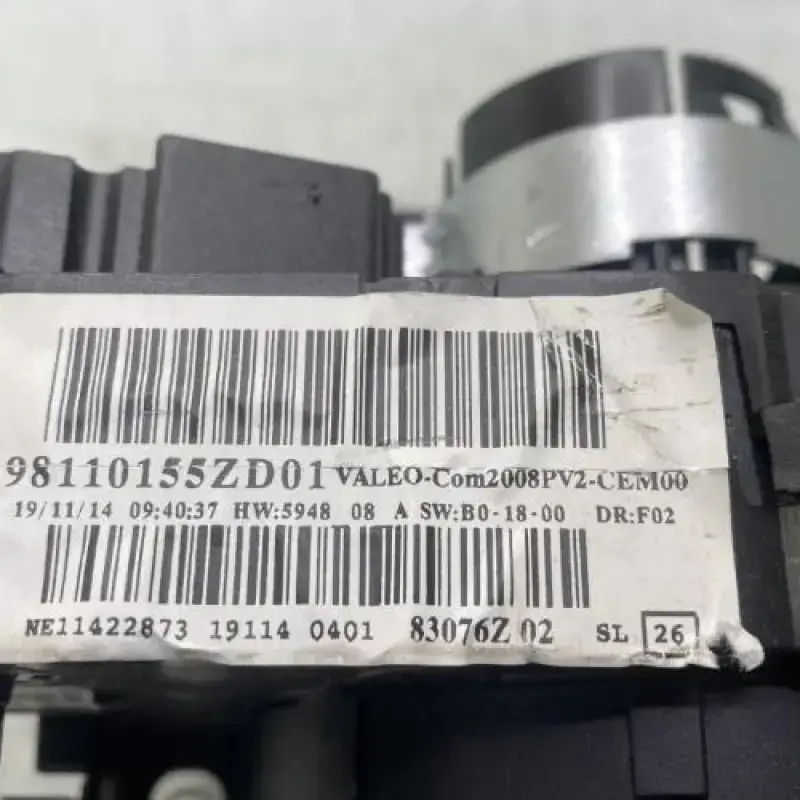 98110155ZD01 VALEO-Com2008PV2-CEM00
19/11/14 09:40:37 HW:5948 08 A SW:B0-18-00 DR:F02
NE11422873 19114 0401 83076Z 02 SL 26